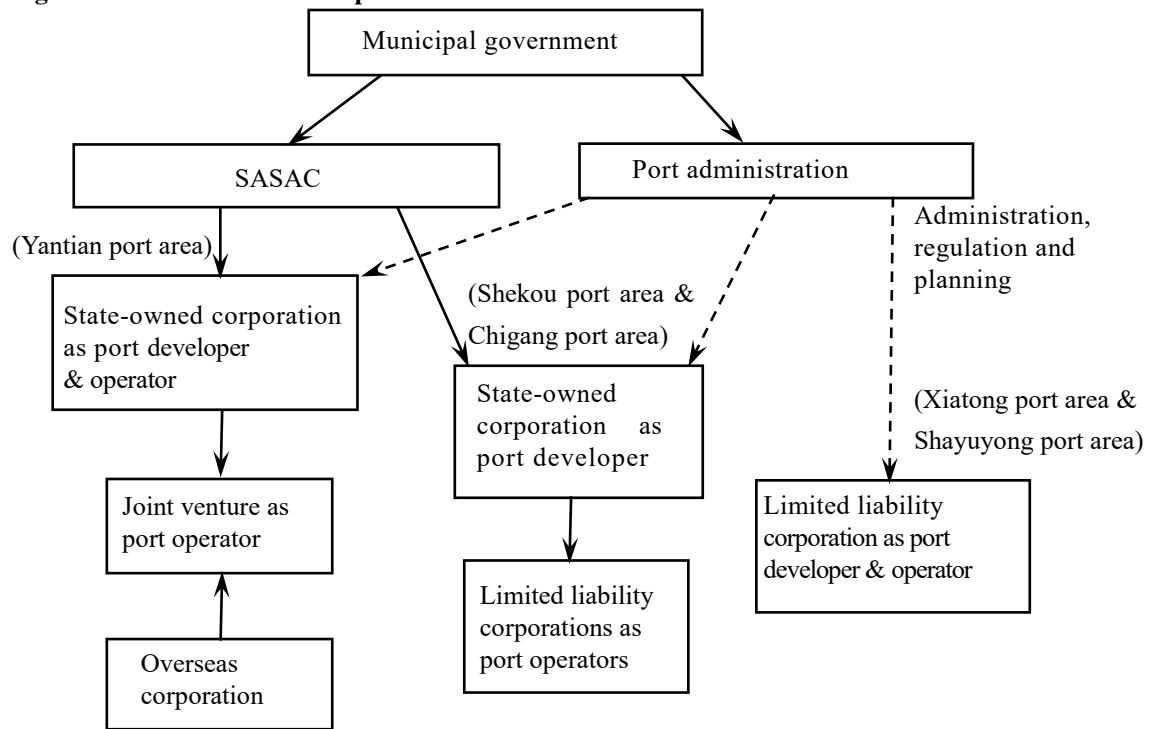 Municipal government
SASAC
Port administration
(Yantian port area)
Administration,
regulation and
planning
State-owned corporation
as port developer
& operator
(Shekou port area &
Chigang port area)
State-owned
corporation as
port developer
(Xiatong port area &
Shayuyong port area)
Joint venture as
port operator
Limited liability
corporation as port
developer & operator
Limited liability
corporations as
port operators
Overseas
corporation